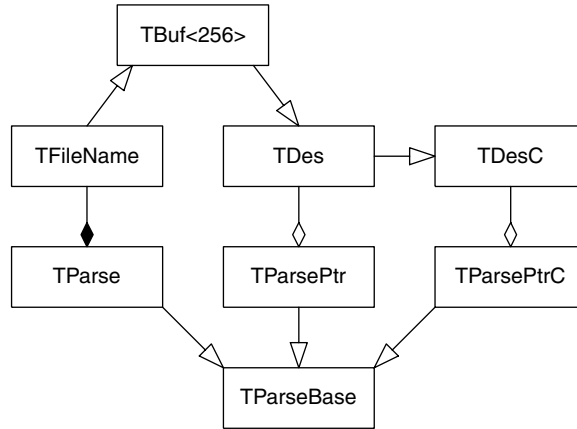 TBuf<256>
TFileName
TDes
TDesC
TParse
TParsePtr
TParsePtrC
TParseBase